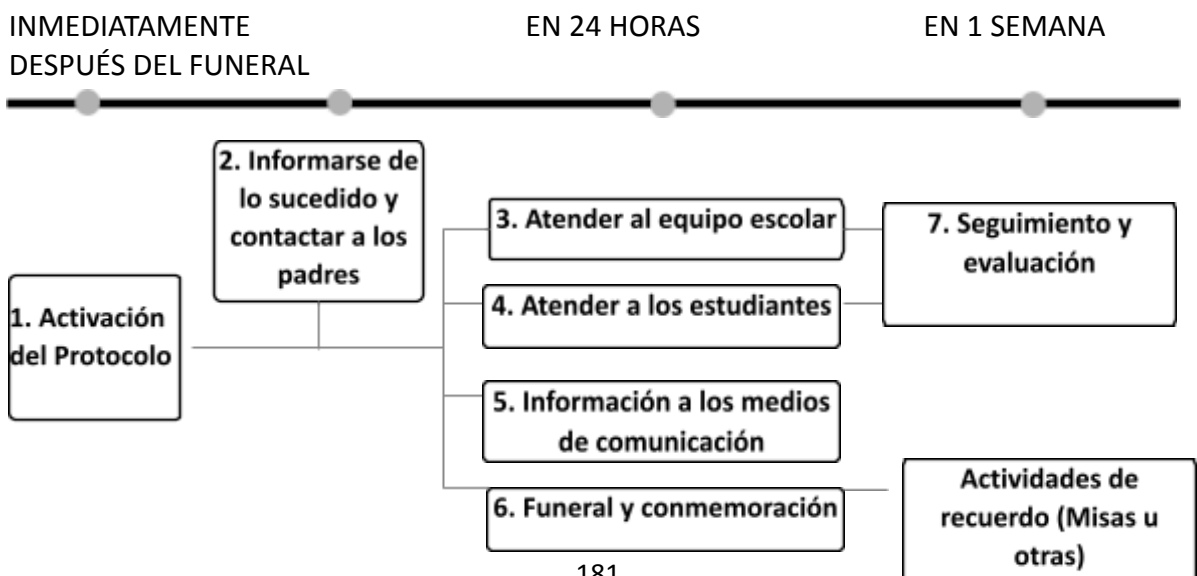 INMEDIATAMENTE
DESPUÉS DEL FUNERAL
EN 24 HORAS
EN 1 SEMANA
1. Activación
del Protocolo
2. Informarse de
lo sucedido y
contactar a los
padres
3. Atender al equipo escolar
4. Atender a los estudiantes
5. Información a los medios
de comunicación
6. Funeral y conmemoración
7. Seguimiento y
evaluación
Actividades de
recuerdo (Misas u
otras)
181